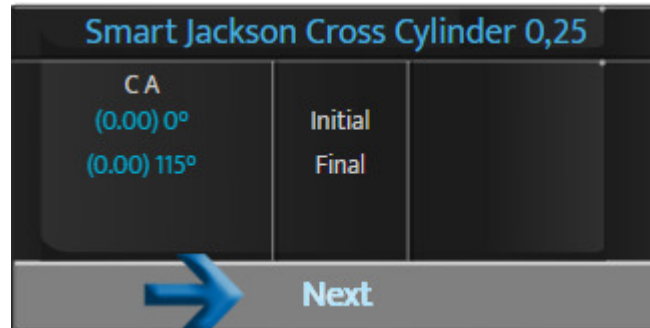 Smart Jackson Cross Cylinder 0,25
C A
(0.00) 0º Initial
(0.00) 115º Final
Next